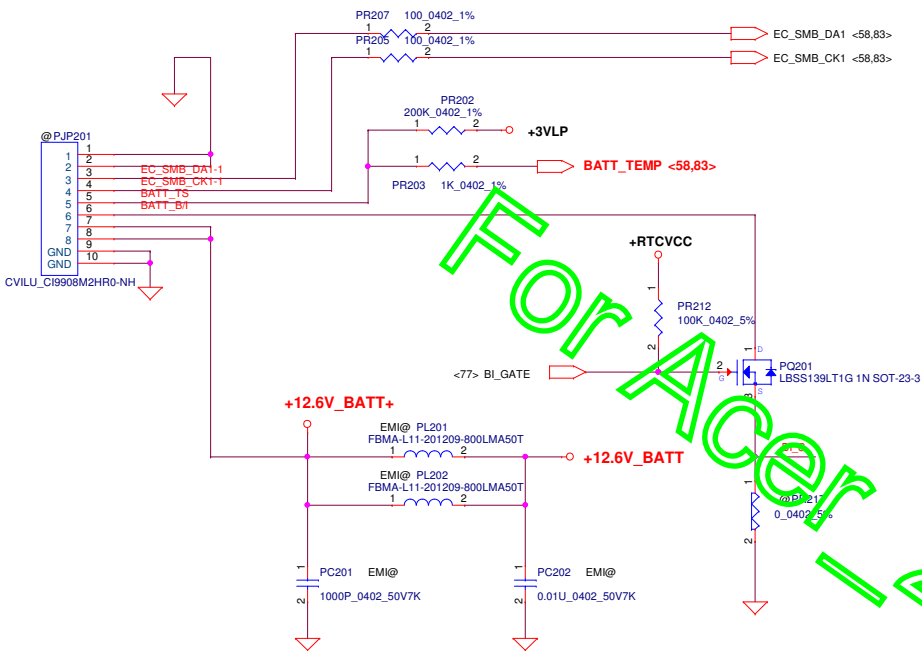 PR207 100_0402_1%
1 2
EC_SMB_DA1 <58,83>
PR205 100_0402_1%
1 2
EC_SMB_CK1 <58,83>
PR202
200K_0402_1%
1 2
+3VLP
1 2
BATT_TEMP <58,83>
PR203 1K_0402_1%
@ PJP201
1 1
2 2
3 3 EC_SMB_DA1-1
4 4 EC_SMB_CK1-1
5 5 BATT_TS
6 6 BATT_B/I
7 7
8 8
GND 9
GND 10
CVILU_CI9908M2HR0-NH
+RTCVCC
1
PR212
100K_0402_5%
2
<77> BI_GATE
1 D
2 G
PQ201
LBSS139LT1G 1N SOT-23-3
3 S
+12.6V_BATT+
EMI@ PL201
FBMA-L11-201209-800LMA50T
1 2
+12.6V_BATT
EMI@ PL202
FBMA-L11-201209-800LMA50T
1 2
1
0_0402_5%
2
1
PC201 EMI@
2
1000P_0402_50V7K
1
PC202 EMI@
2
0.01U_0402_50V7K
For Acer_